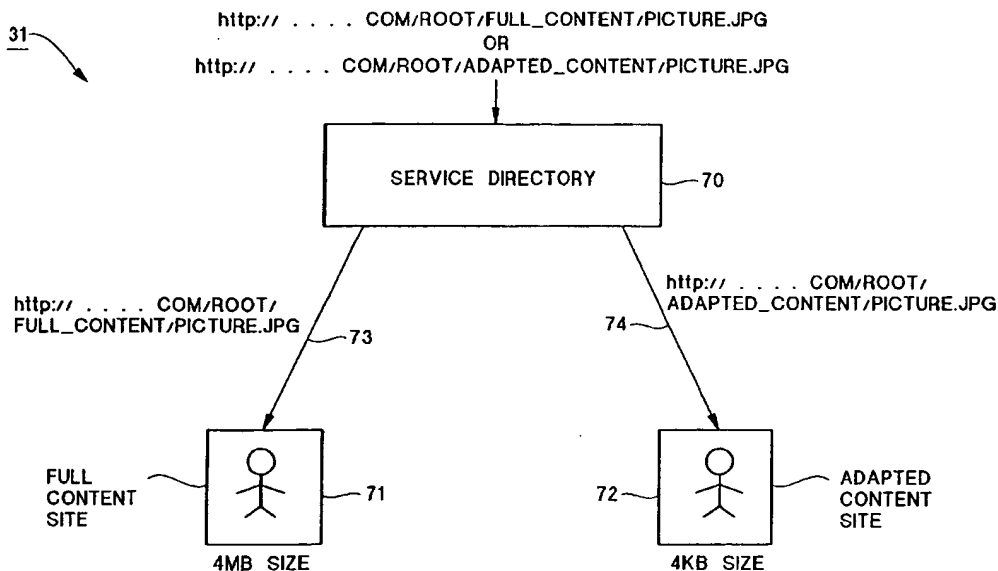 31
http:// . . . . COM/ROOT/FULL_CONTENT/PICTURE.JPG
OR
http:// . . . . COM/ROOT/ADAPTED_CONTENT/PICTURE.JPG
SERVICE DIRECTORY
70
http:// . . . . COM/ROOT/
FULL_CONTENT/PICTURE.JPG
73
http:// . . . . COM/ROOT/
ADAPTED_CONTENT/PICTURE.JPG
74
FULL
CONTENT
SITE
71
4MB SIZE
72
ADAPTED
CONTENT
SITE
4KB SIZE